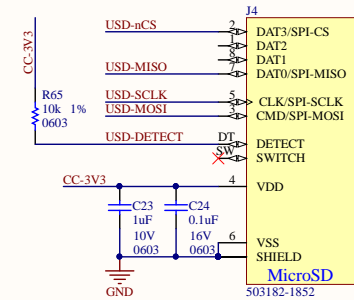 J4
USD-nCS 2 DAT3/SPI-CS
1 DAT2
8 DAT1
USD-MISO 7 DAT0/SPI-MISO
CC-3V3
R65
10k 1%
0603
USD-SCLK 5 CLK/SPI-SCLK
USD-MOSI 3 CMD/SPI-MOSI
USD-DETECT DT DETECT
SW SWITCH
CC-3V3 4 VDD
C23 C24
1uF 0.1uF
10V 16V
0603 0603
6 VSS
SHIELD
GND
MicroSD
503182-1852